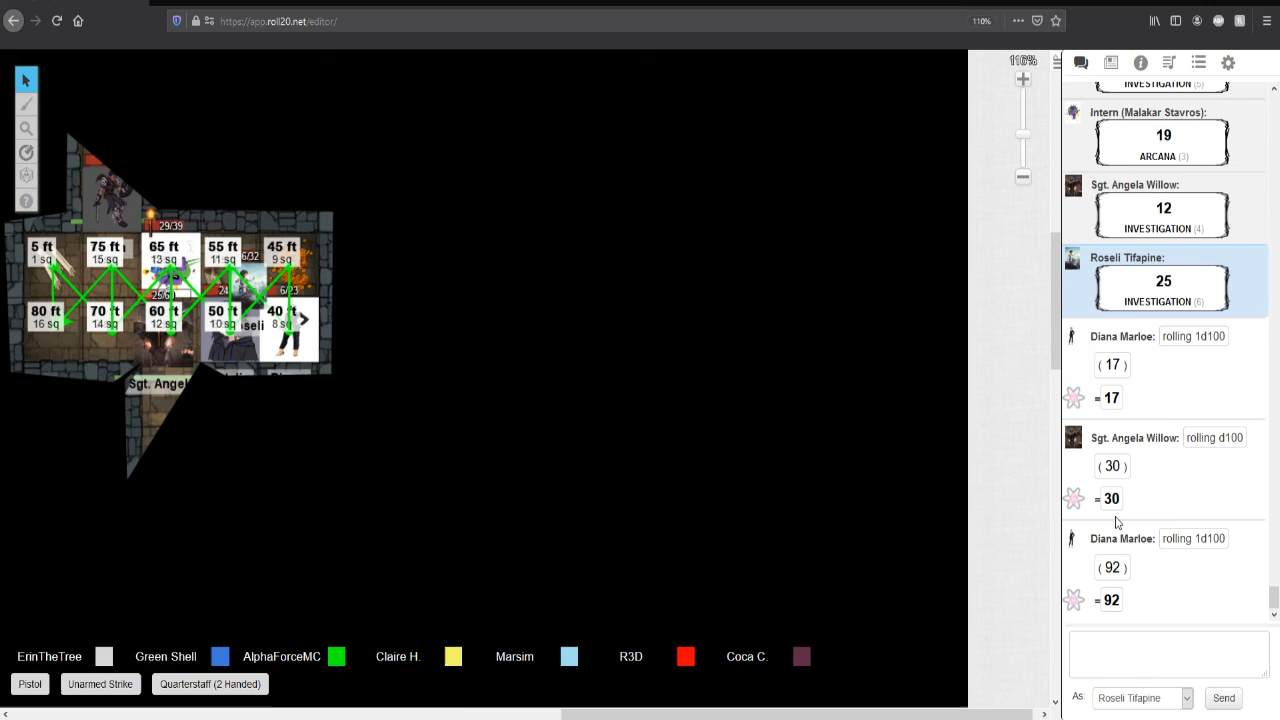 https://app.roll20.net/editor/
110%
116%
INVESTIGATION (5)
Intern (Malakar Stavros):
19
ARCANA (3)
Sgt. Angela Willow:
12
INVESTIGATION (4)
Roseli Tifapine:
25
INVESTIGATION (6)
Diana Marloe: rolling 1d100
( 17 )
= 17
Sgt. Angela Willow: rolling d100
( 30 )
= 30
Diana Marloe: rolling 1d100
( 92 )
= 92
As: Roseli Tifapine Send
29/39
5 ft 75 ft 65 ft 55 ft 45 ft
1 sq 15 sq 13 sq 11 sq 9 sq
6/32
24
80 ft 70 ft 60 ft 50 ft 40 ft
16 sq 14 sq 12 sq 10 sq 8 sq
Sgt. Angel
ErinTheTree Green Shell AlphaForceMC Claire H. Marsim R3D Coca C.
Pistol Unarmed Strike Quarterstaff (2 Handed)